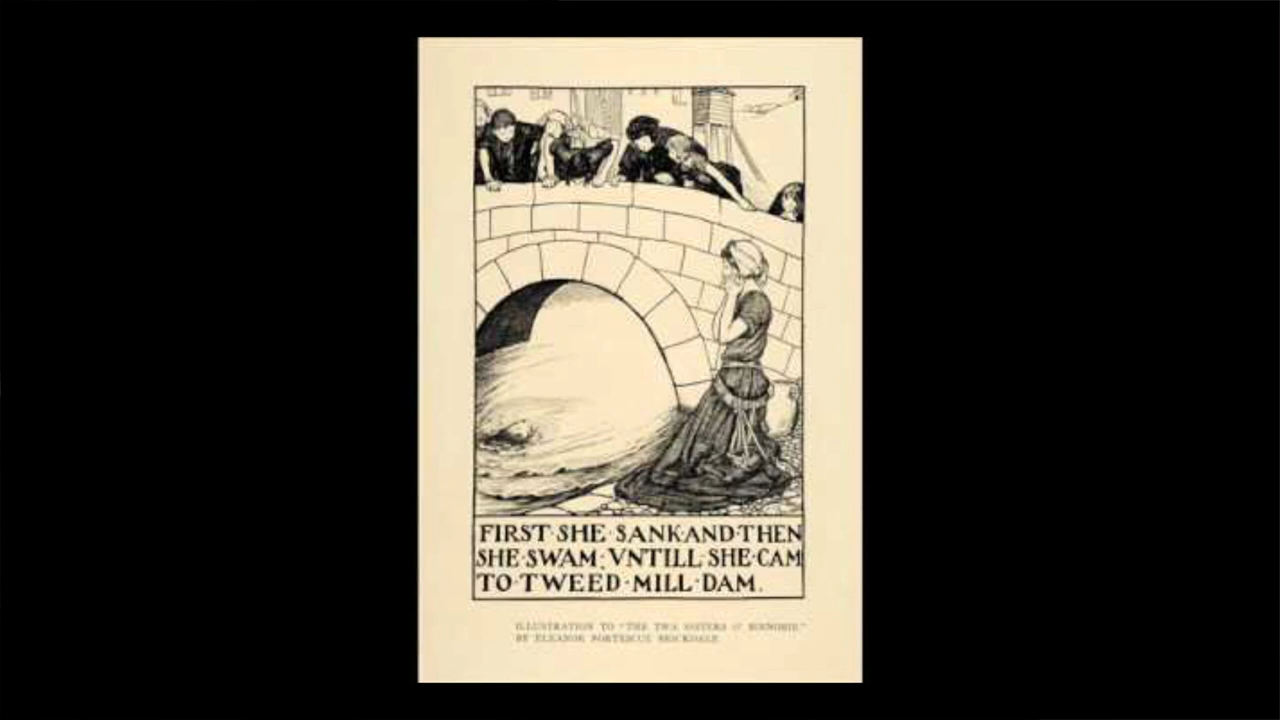 FIRST·SHE·SANK·AND·THEN
SHE·SWAM·VNTILL·SHE·CAM
TO·TWEED·MILL·DAM.
ILLUSTRATION TO "THE TWA SISTERS O' BINNORIE."
BY ELEANOR FORTESCUE BRICKDALE